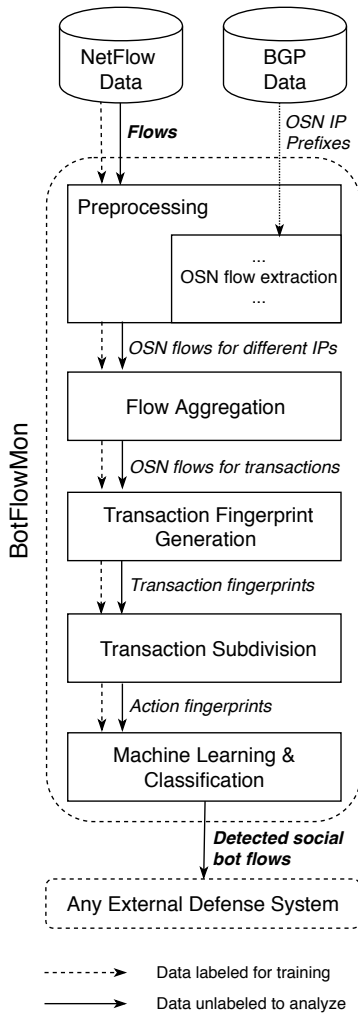 NetFlow
Data
BGP
Data
Flows
OSN IP
Prefixes
Preprocessing
...
OSN flow extraction
...
OSN flows for different IPs
Flow Aggregation
OSN flows for transactions
Transaction Fingerprint
Generation
Transaction fingerprints
Transaction Subdivision
Action fingerprints
Machine Learning &
Classification
BotFlowMon
Detected social
bot flows
Any External Defense System
Data labeled for training
Data unlabeled to analyze